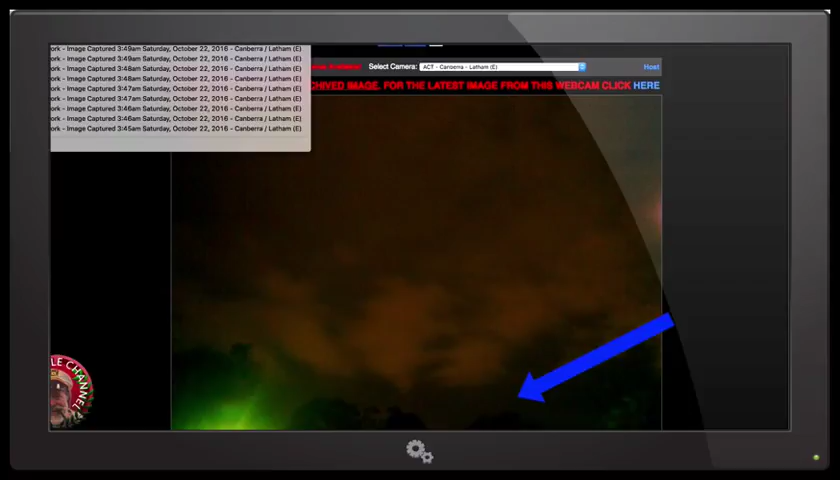 ork - Image Captured 3:49am Saturday, October 22, 2016 - Canberra / Latham (E)
ork - Image Captured 3:49am Saturday, October 22, 2016 - Canberra / Latham (E)
ork - Image Captured 3:48am Saturday, October 22, 2016 - Canberra / Latham (E)
ork - Image Captured 3:48am Saturday, October 22, 2016 - Canberra / Latham (E)
ork - Image Captured 3:47am Saturday, October 22, 2016 - Canberra / Latham (E)
ork - Image Captured 3:47am Saturday, October 22, 2016 - Canberra / Latham (E)
ork - Image Captured 3:46am Saturday, October 22, 2016 - Canberra / Latham (E)
ork - Image Captured 3:46am Saturday, October 22, 2016 - Canberra / Latham (E)
ork - Image Captured 3:46am Saturday, October 22, 2016 - Canberra / Latham (E)
Select Camera: ACT - Canberra - Latham (E) Host
CHIVED IMAGE, FOR THE LATEST IMAGE FROM THIS WEBCAM CLICK HERE
LE CHANNEL